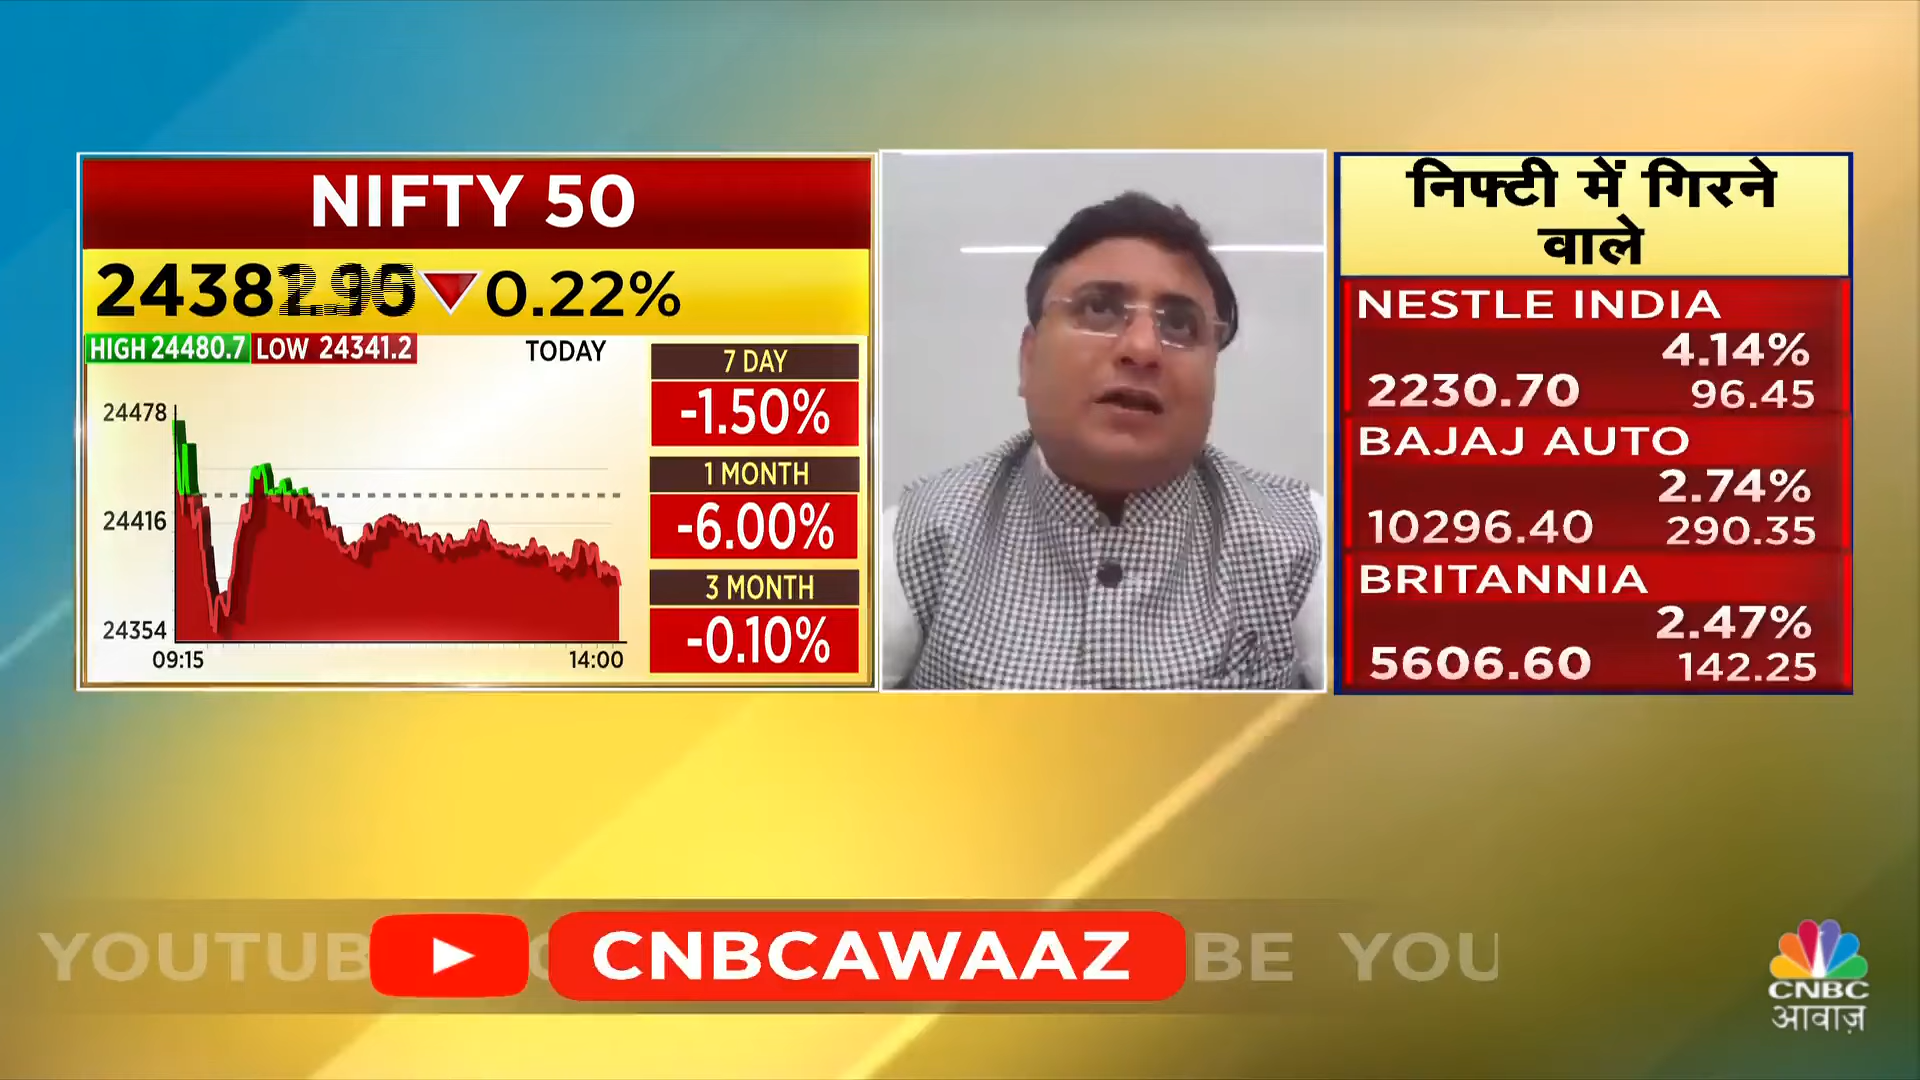 NIFTY 50
0.22%
HIGH 24480.7 LOW 24341.2
TODAY
24478
24416
24354
09:15
14:00
7 DAY
-1.50%
1 MONTH
-6.00%
3 MONTH
-0.10%
निफ्टी में गिरने
वाले
NESTLE INDIA
4.14%
2230.70
96.45
BAJAJ AUTO
2.74%
10296.40
290.35
BRITANNIA
2.47%
5606.60
142.25
CNBCAWAAZ
YOU
CNBC
आवाज़